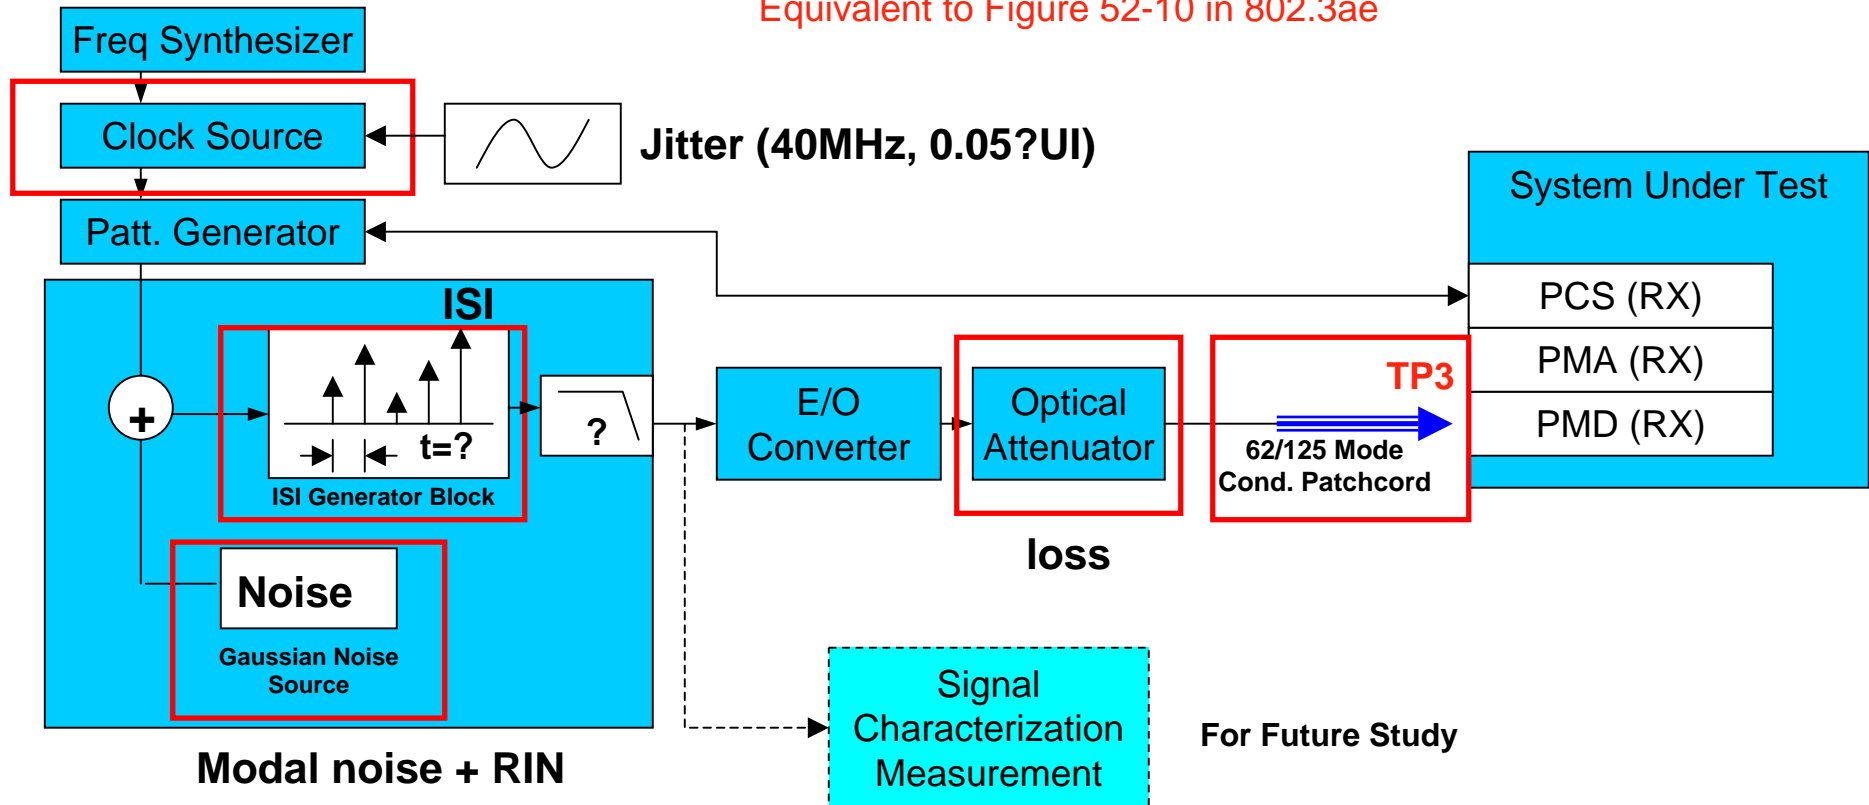 Equivalent to Figure 52-10 in 802.3ae
Freq Synthesizer
Clock Source
Jitter (40MHz, 0.05?UI)
Patt. Generator
System Under Test
PCS (RX)
PMA (RX)
PMD (RX)
ISI
+
t=?
ISI Generator Block
?
E/O
Converter
Optical
Attenuator
TP3
62/125 Mode
Cond. Patchcord
loss
Noise
Gaussian Noise
Source
Signal
Characterization
Measurement
For Future Study
Modal noise + RIN